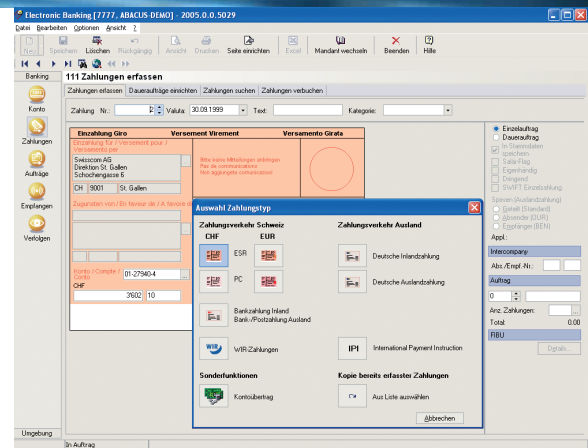 Electronic Banking [7777, ABACUS-DEMO] - 2005.0.0.5029
Datei Bearbeiten Optionen Ansicht ?
Neu Speichern Löschen Rückgängig Ansicht Drucken Seite einrichten Excel Mandant wechseln Beenden Hilfe
Banking
111 Zahlungen erfassen
Zahlungen erfassen Daueraufträge einrichten Zahlungen suchen Zahlungen verbuchen
Konto
Zahlungen
Aufträge
Empfangen
Verfolgen
Umgebung
Zahlung Nr.: 2 Valuta: 30.09.1999 Text: Kategorie:
Einzahlung Giro Versement Virement Versamento Girata
Einzahlung für / Versement pour /
Versamento per
Swisscom AG
Direktion St. Gallen
Schochengasse 6
CH 9001 St. Gallen
Bitte keine Mitteilungen anbringen
Pas de communications
Non aggiungete comunicazioni
Zugunsten von / En faveur de / A favore di
Konto / Compte /
Conto
01-27940-4
CHF
3'602 10
Einzelauftrag
Dauerauftrag
In Stammdaten
speichern
Salär-Flag
Eigenhändig
Dringend
SWIFT Einzelzahlung
Spesen (Auslandzahlung)
Geteilt (Standard)
Absender (OUR)
Empfänger (BEN)
Appl.:
Intercompany
Abs./Empf.-Nr.:
Auftrag
0
Anz. Zahlungen:
Total: 0.00
FIBU
Details...
Auswahl Zahlungstyp
Zahlungsverkehr Schweiz
CHF EUR
ESR
PC
Bankzahlung Inland
Bank-/Postzahlung Ausland
WIR
WIR-Zahlungen
Sonderfunktionen
Kontoübertrag
Zahlungsverkehr Ausland
Deutsche Inlandzahlung
Deutsche Auslandzahlung
IPI
International Payment Instruction
Kopie bereits erfasster Zahlungen
Aus Liste auswählen
Abbrechen
In Auftrag